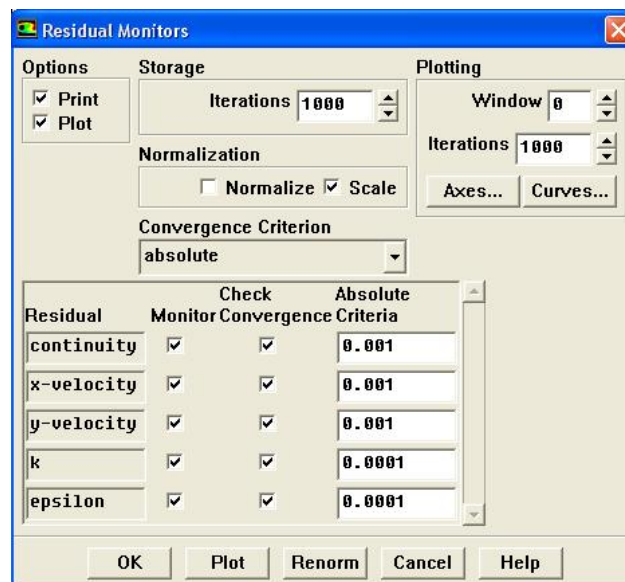 Residual Monitors
Options
Print
Plot
Storage
Iterations 1000
Normalization
Normalize Scale
Convergence Criterion
absolute
Plotting
Window 0
Iterations 1000
Axes... Curves...
Residual Monitor Check Convergence Absolute Criteria
continuity 0.001
x-velocity 0.001
y-velocity 0.001
k 0.0001
epsilon 0.0001
OK Plot Renorm Cancel Help